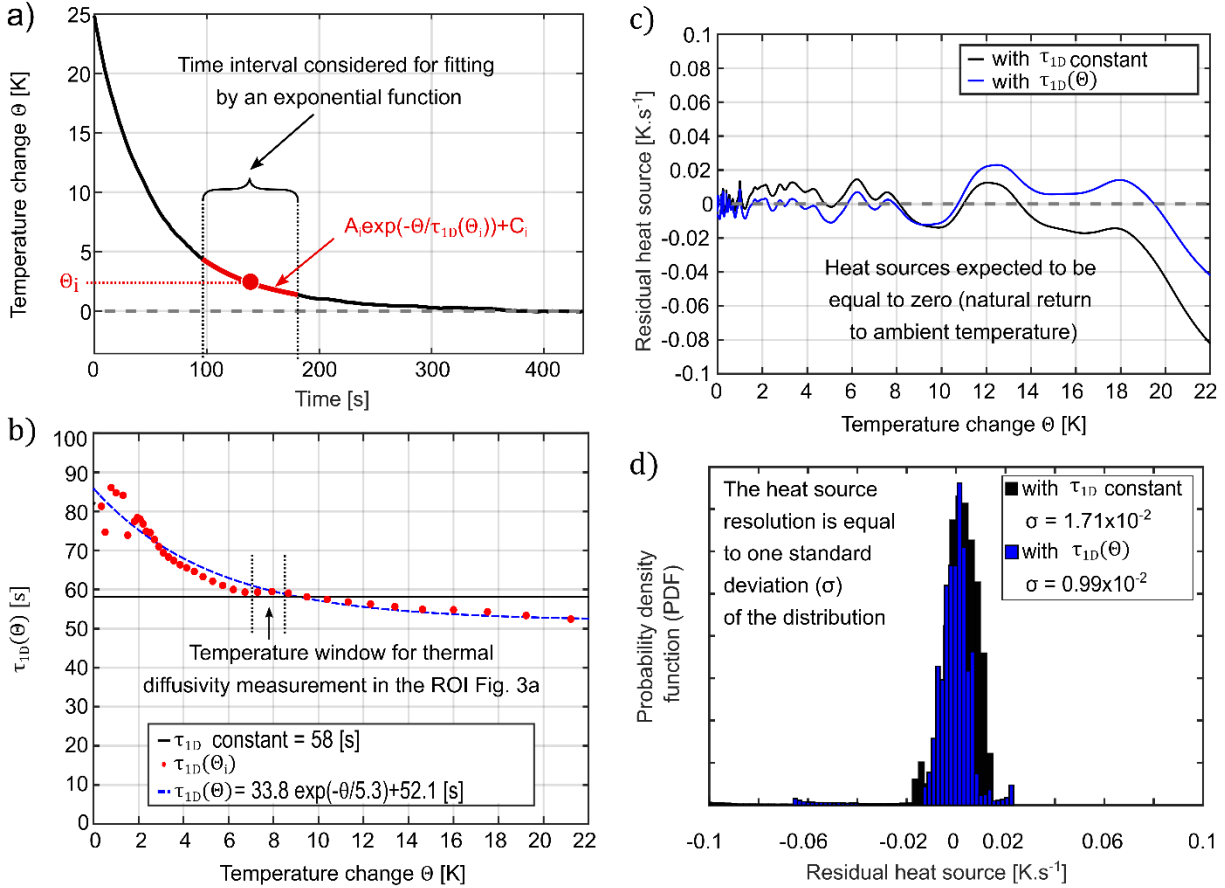 a)
25
20
15
10
5
0
Temperature change Θ [K]
Θi
Time interval considered for fitting
by an exponential function
Aiexp(-Θ/τ1D(Θi))+Ci
0
100
200
300
400
Time [s]
c)
0.1
0.08
0.06
0.04
0.02
0
-0.02
-0.04
-0.06
-0.08
-0.1
Residual heat source [K.s-1]
with τ1D constant
with τ1D(Θ)
Heat sources expected to be
equal to zero (natural return
to ambient temperature)
0 2 4 6 8 10 12 14 16 18 20 22
Temperature change Θ [K]
b)
100
90
80
70
60
50
40
30
20
10
0
τ1D(Θ) [s]
Temperature window for thermal
diffusivity measurement in the ROI Fig. 3a
τ1D constant = 58 [s]
τ1D(Θi)
τ1D(Θ) = 33.8 exp(-θ/5.3)+52.1 [s]
0 2 4 6 8 10 12 14 16 18 20 22
Temperature change Θ [K]
d)
Probability density
function (PDF)
The heat source
resolution is equal
to one standard
deviation (σ)
of the distribution
with τ1D constant
σ = 1.71x10-2
with τ1D(Θ)
σ = 0.99x10-2
-0.1 -0.06 -0.02 0 0.02 0.06 0.1
Residual heat source [K.s-1]